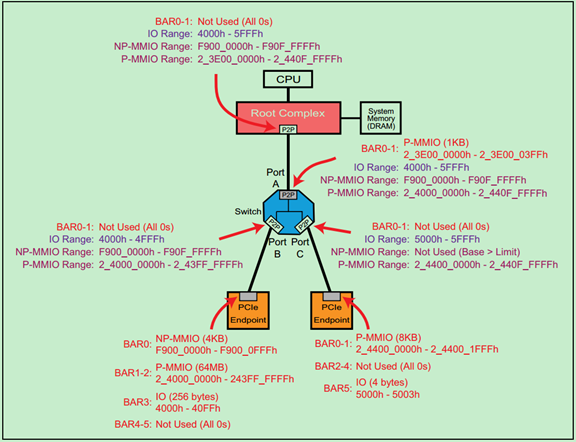 BAR0-1: Not Used (All 0s)
IO Range: 4000h - 5FFFh
NP-MMIO Range: F900_0000h - F90F_FFFFh
P-MMIO Range: 2_3E00_0000h - 2_440F_FFFFh
CPU
Root Complex
P2P
System
Memory
(DRAM)
P-MMIO (1KB)
BAR0-1: 2_3E00_0000h - 2_3E00_03FFh
IO Range: 4000h - 5FFFh
NP-MMIO Range: F900_0000h - F90F_FFFFh
P-MMIO Range: 2_4000_0000h - 2_440F_FFFFh
Port
A
P2P
Switch
P2P
P2P
Port
B
Port
C
BAR0-1: Not Used (All 0s)
IO Range: 4000h - 4FFFh
NP-MMIO Range: F900_0000h - F90F_FFFFh
P-MMIO Range: 2_4000_0000h - 2_43FF_FFFFh
BAR0-1: Not Used (All 0s)
IO Range: 5000h - 5FFFh
NP-MMIO Range: Not Used (Base > Limit)
P-MMIO Range: 2_4400_0000h - 2_440F_FFFFh
PCIe
Endpoint
PCIe
Endpoint
NP-MMIO (4KB)
BAR0: F900_0000h - F900_0FFFh
P-MMIO (64MB)
BAR1-2: 2_4000_0000h - 243FF_FFFFh
BAR3: IO (256 bytes)
4000h - 40FFh
BAR4-5: Not Used (All 0s)
P-MMIO (8KB)
BAR0-1: 2_4400_0000h - 2_4400_1FFFh
BAR2-4: Not Used (All 0s)
BAR5: IO (4 bytes)
5000h - 5003h